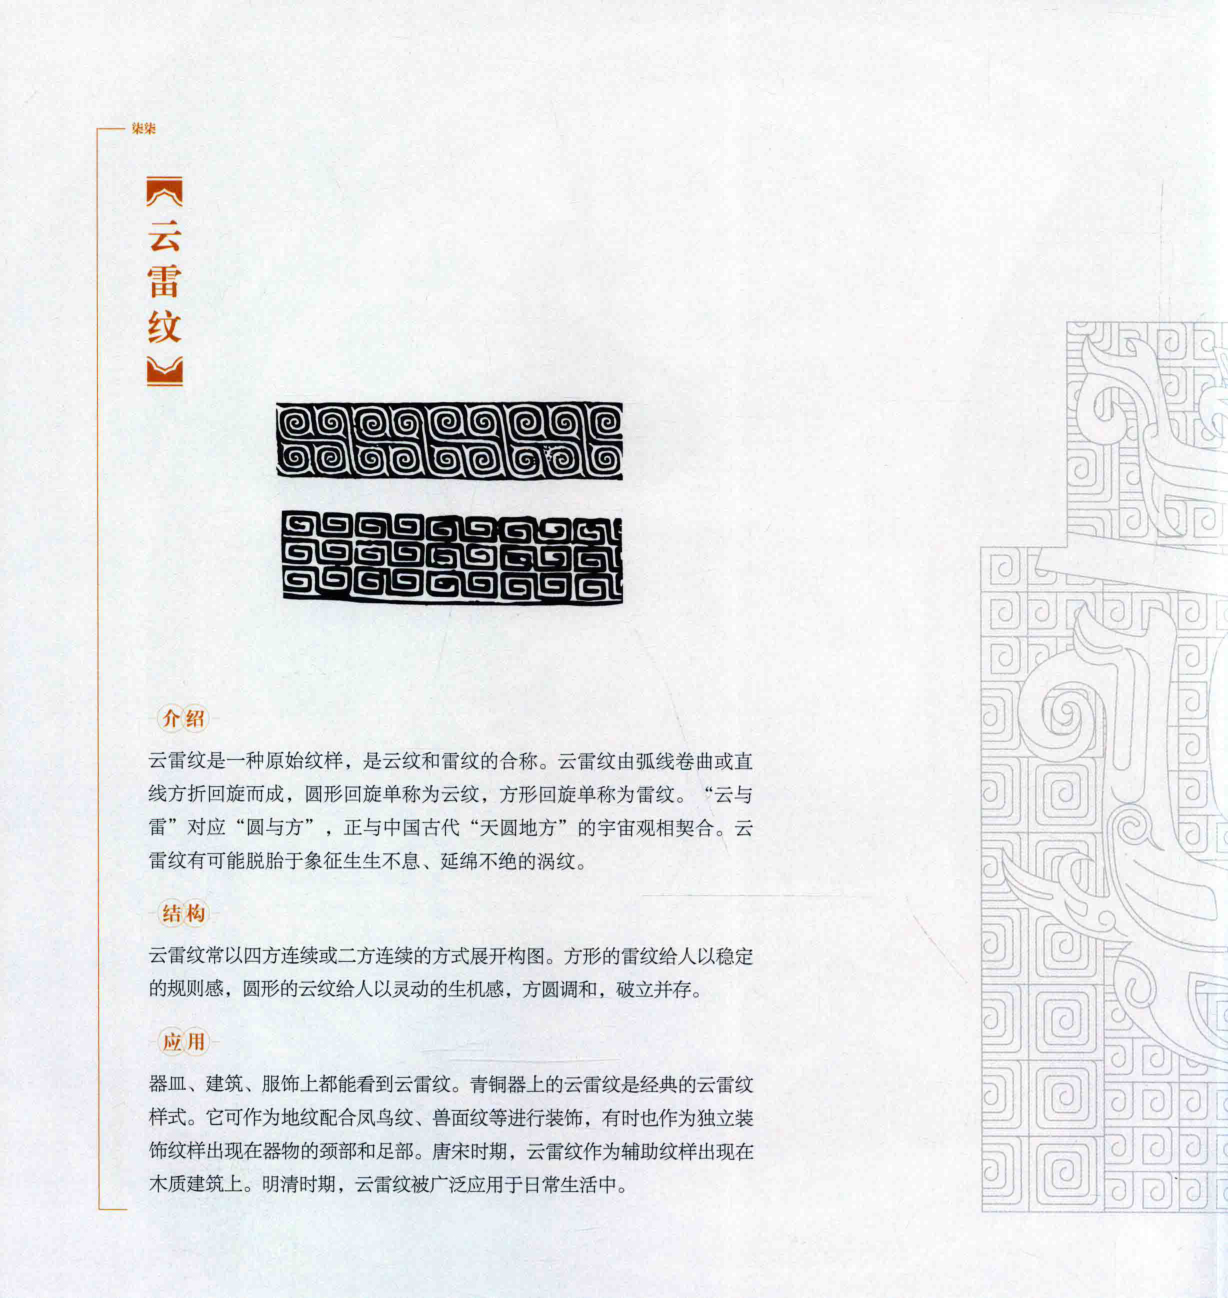 柒柒
云雷纹
介绍
云雷纹是一种原始纹样，是云纹和雷纹的合称。云雷纹由弧线卷曲或直
线方折回旋而成，圆形回旋单称为云纹，方形回旋单称为雷纹。“云与
雷”对应“圆与方”，正与中国古代“天圆地方”的宇宙观相契合。云
雷纹有可能脱胎于象征生生不息、延绵不绝的涡纹。
结构
云雷纹常以四方连续或二方连续的方式展开构图。方形的雷纹给人以稳定
的规则感，圆形的云纹给人以灵动的生机感，方圆调和，破立并存。
应用
器皿、建筑、服饰上都能看到云雷纹。青铜器上的云雷纹是经典的云雷纹
样式。它可作为地纹配合凤鸟纹、兽面纹等进行装饰，有时也作为独立装
饰纹样出现在器物的颈部和足部。唐宋时期，云雷纹作为辅助纹样出现在
木质建筑上。明清时期，云雷纹被广泛应用于日常生活中。